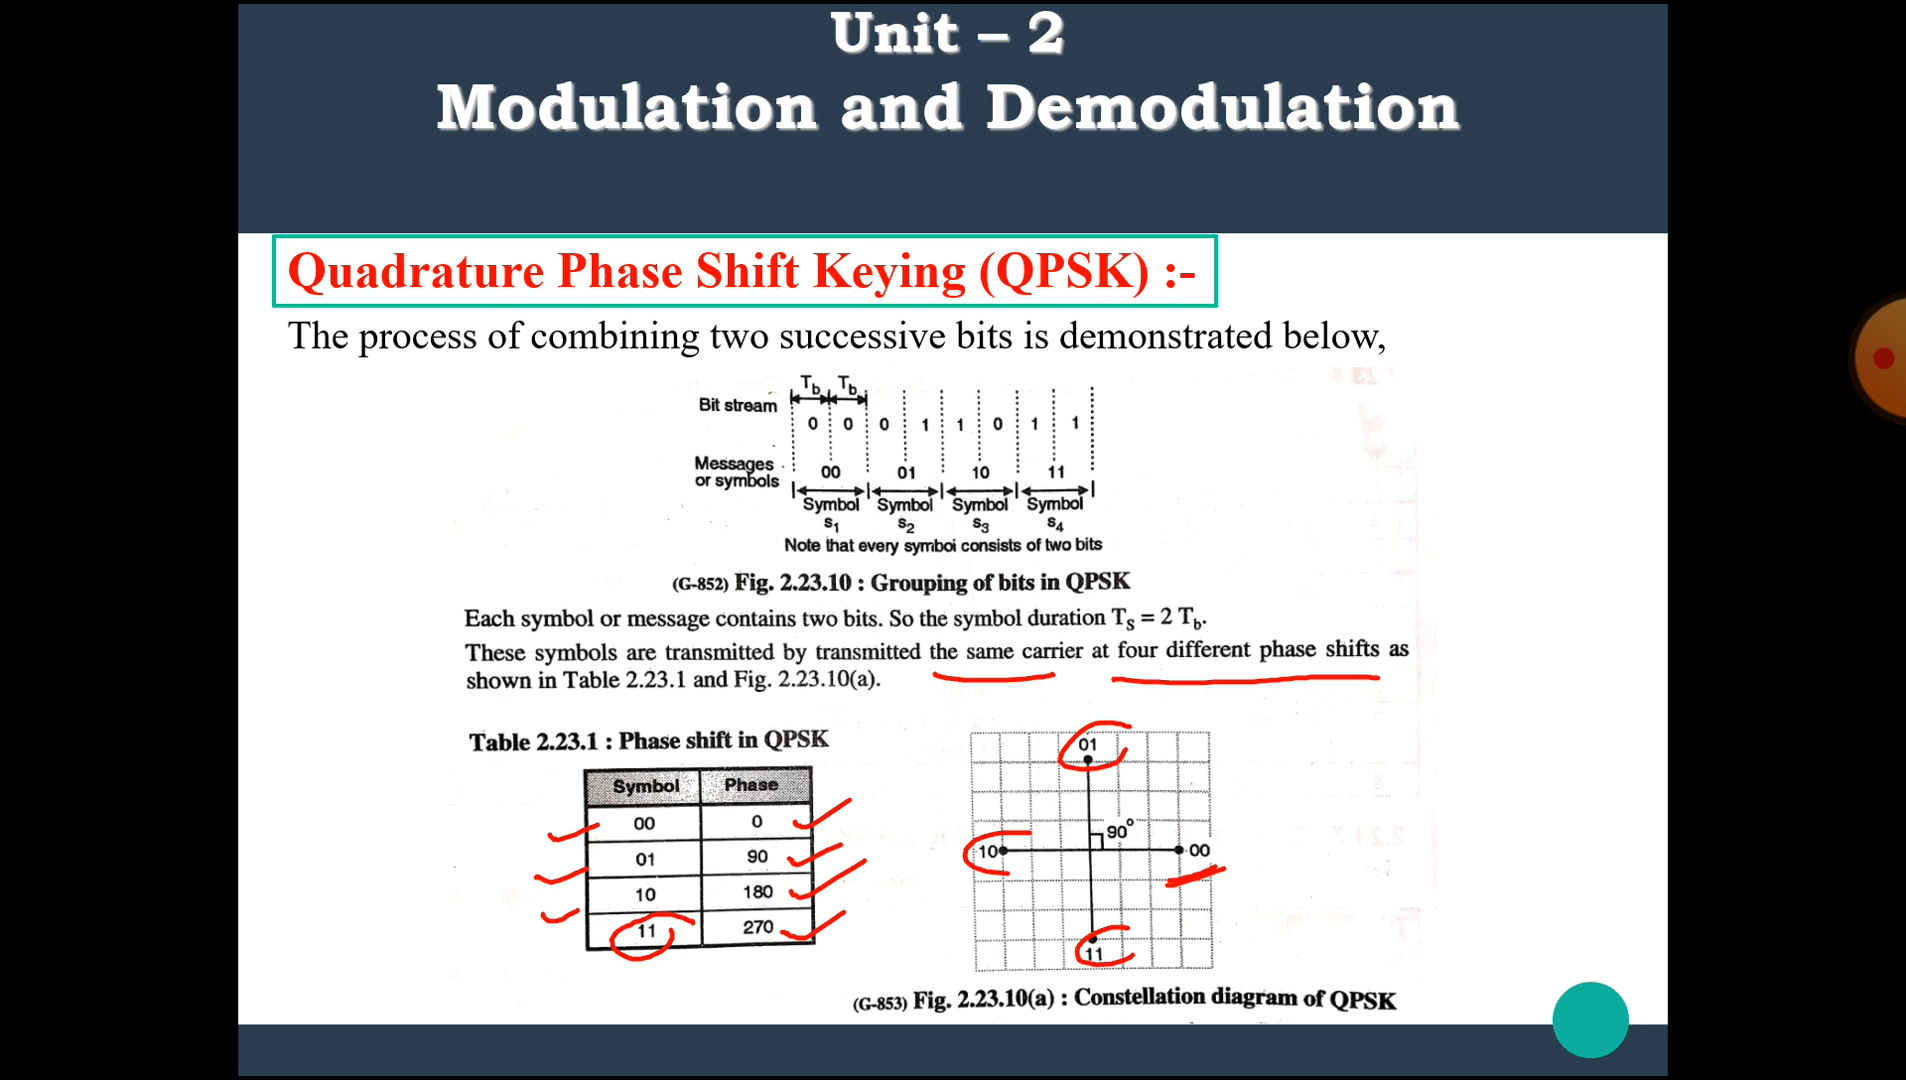 Unit – 2
Modulation and Demodulation
Quadrature Phase Shift Keying (QPSK) :-
The process of combining two successive bits is demonstrated below,
Tb Tb
Bit stream
0 0 0 1 1 0 1 1
Messages
or symbols
00 01 10 11
Symbol Symbol Symbol Symbol
s1 s2 s3 s4
Note that every symbol consists of two bits
(G-852) Fig. 2.23.10 : Grouping of bits in QPSK
Each symbol or message contains two bits. So the symbol duration Ts = 2 Tb.
These symbols are transmitted by transmitted the same carrier at four different phase shifts as
shown in Table 2.23.1 and Fig. 2.23.10(a).
Table 2.23.1 : Phase shift in QPSK
Symbol Phase
00 0
01 90
10 180
11 270
01
90°
10 00
11
(G-853) Fig. 2.23.10(a) : Constellation diagram of QPSK